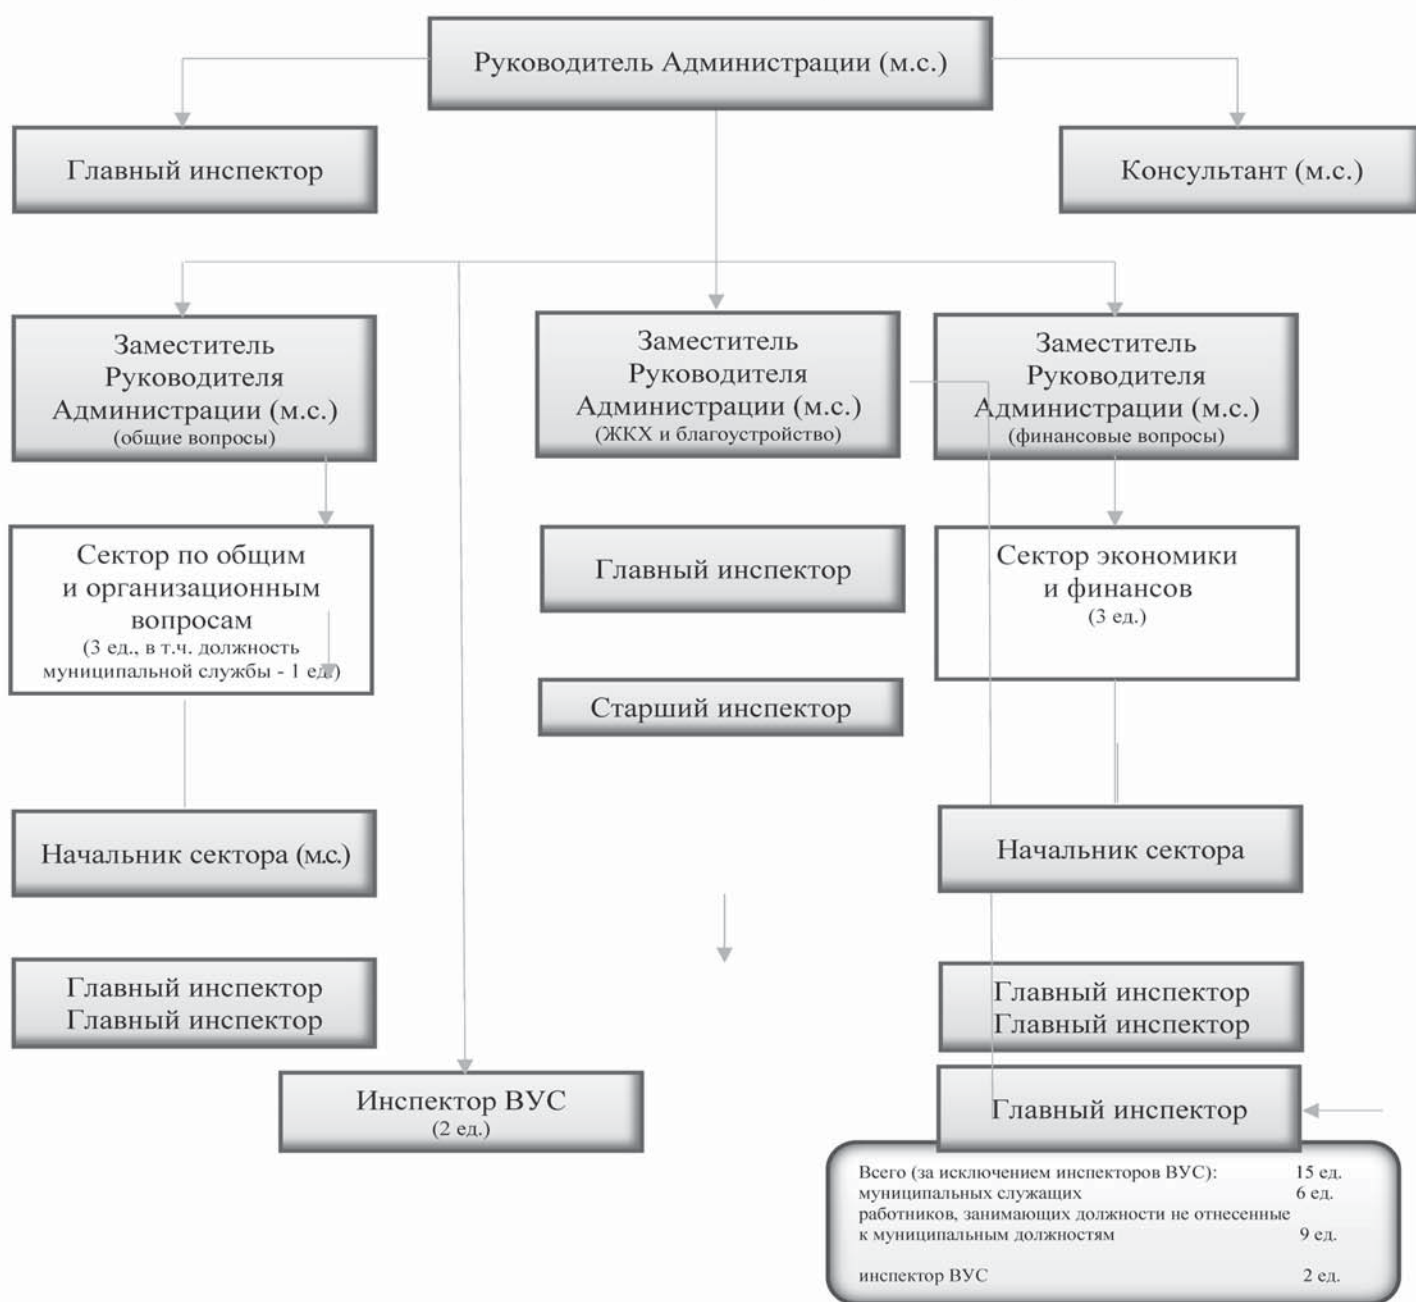 Руководитель Администрации (м.с.)
Главный инспектор
Консультант (м.с.)
Заместитель
Руководителя
Администрации (м.с.)
(общие вопросы)
Заместитель
Руководителя
Администрации (м.с.)
(ЖКХ и благоустройство)
Заместитель
Руководителя
Администрации (м.с.)
(финансовые вопросы)
Сектор по общим
и организационным
вопросам
(3 ед., в т.ч. должность
муниципальной службы - 1 ед.)
Главный инспектор
Сектор экономики
и финансов
(3 ед.)
Старший инспектор
Начальник сектора (м.с.)
Начальник сектора
Главный инспектор
Главный инспектор
Главный инспектор
Главный инспектор
Инспектор ВУС
(2 ед.)
Главный инспектор
Всего (за исключением инспекторов ВУС): 15 ед.
муниципальных служащих 6 ед.
работников, занимающих должности не отнесенные
к муниципальным должностям 9 ед.
инспектор ВУС 2 ед.